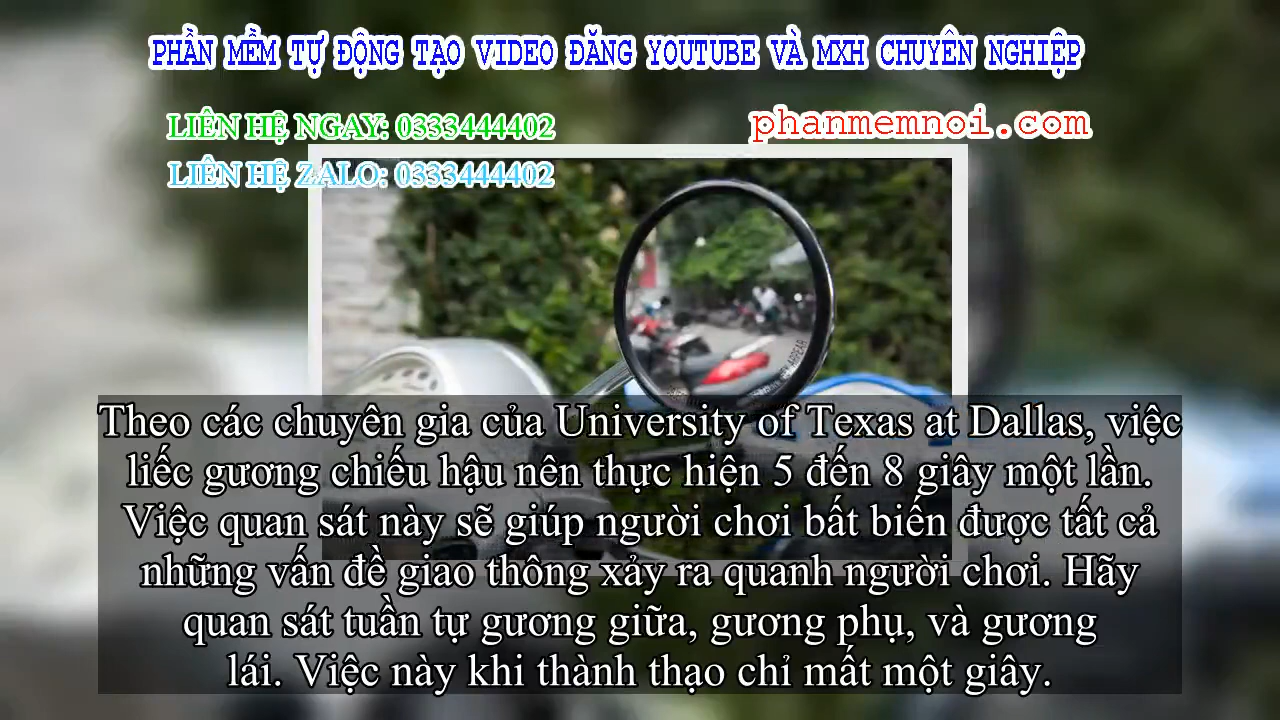 PHẦN MỀM TỰ ĐỘNG TẠO VIDEO ĐĂNG YOUTUBE VÀ MXH CHUYÊN NGHIỆP
LIÊN HỆ NGAY: 0333444402
phanmemnoi.com
LIÊN HỆ ZALO: 0333444402
Theo các chuyên gia của University of Texas at Dallas, việc
liếc gương chiếu hậu nên thực hiện 5 đến 8 giây một lần.
Việc quan sát này sẽ giúp người chơi bất biến được tất cả
những vấn đề giao thông xảy ra quanh người chơi. Hãy
quan sát tuần tự gương giữa, gương phụ, và gương
lái. Việc này khi thành thạo chỉ mất một giây.